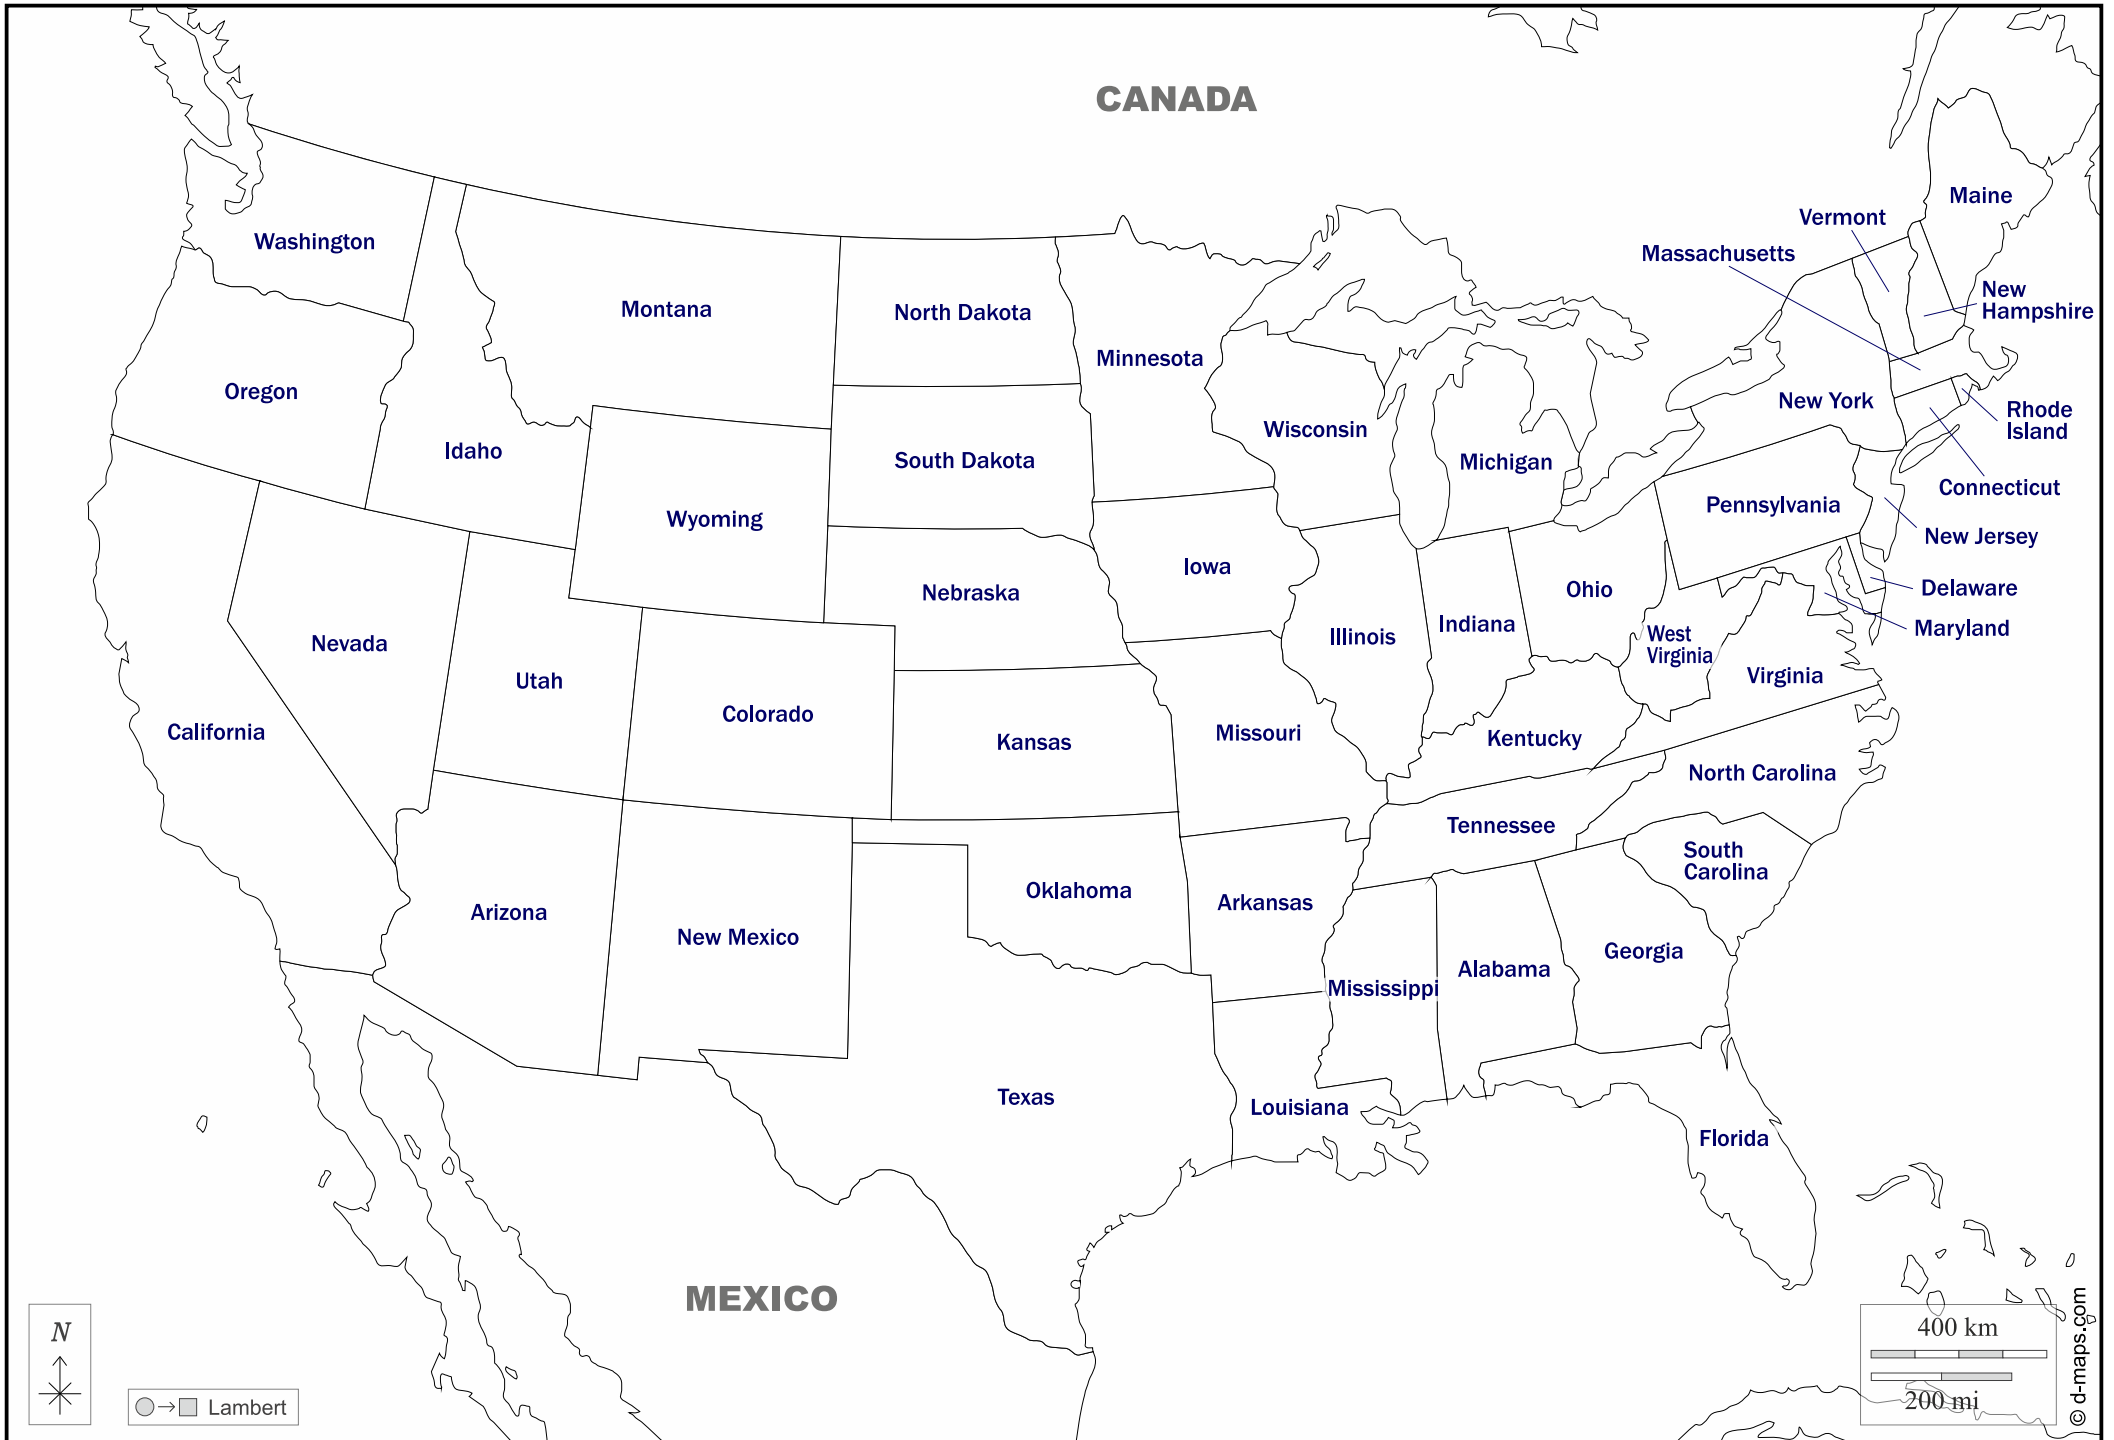 CANADA
Maine
Vermont
Washington
Massachusetts
New
Hampshire
Montana
North Dakota
Minnesota
Oregon
New York
Rhode
Island
Wisconsin
Idaho
South Dakota
Michigan
Connecticut
Pennsylvania
Wyoming
New Jersey
Iowa
Nebraska
Ohio
Delaware
Nevada
Illinois
Indiana
West
Virginia
Maryland
Utah
Virginia
Colorado
California
Kansas
Missouri
Kentucky
North Carolina
Tennessee
South
Carolina
Oklahoma
Arkansas
Arizona
New Mexico
Georgia
Alabama
Mississippi
Texas
Louisiana
Florida
MEXICO
N
Lambert
400 km
200 mi
© d-maps.com